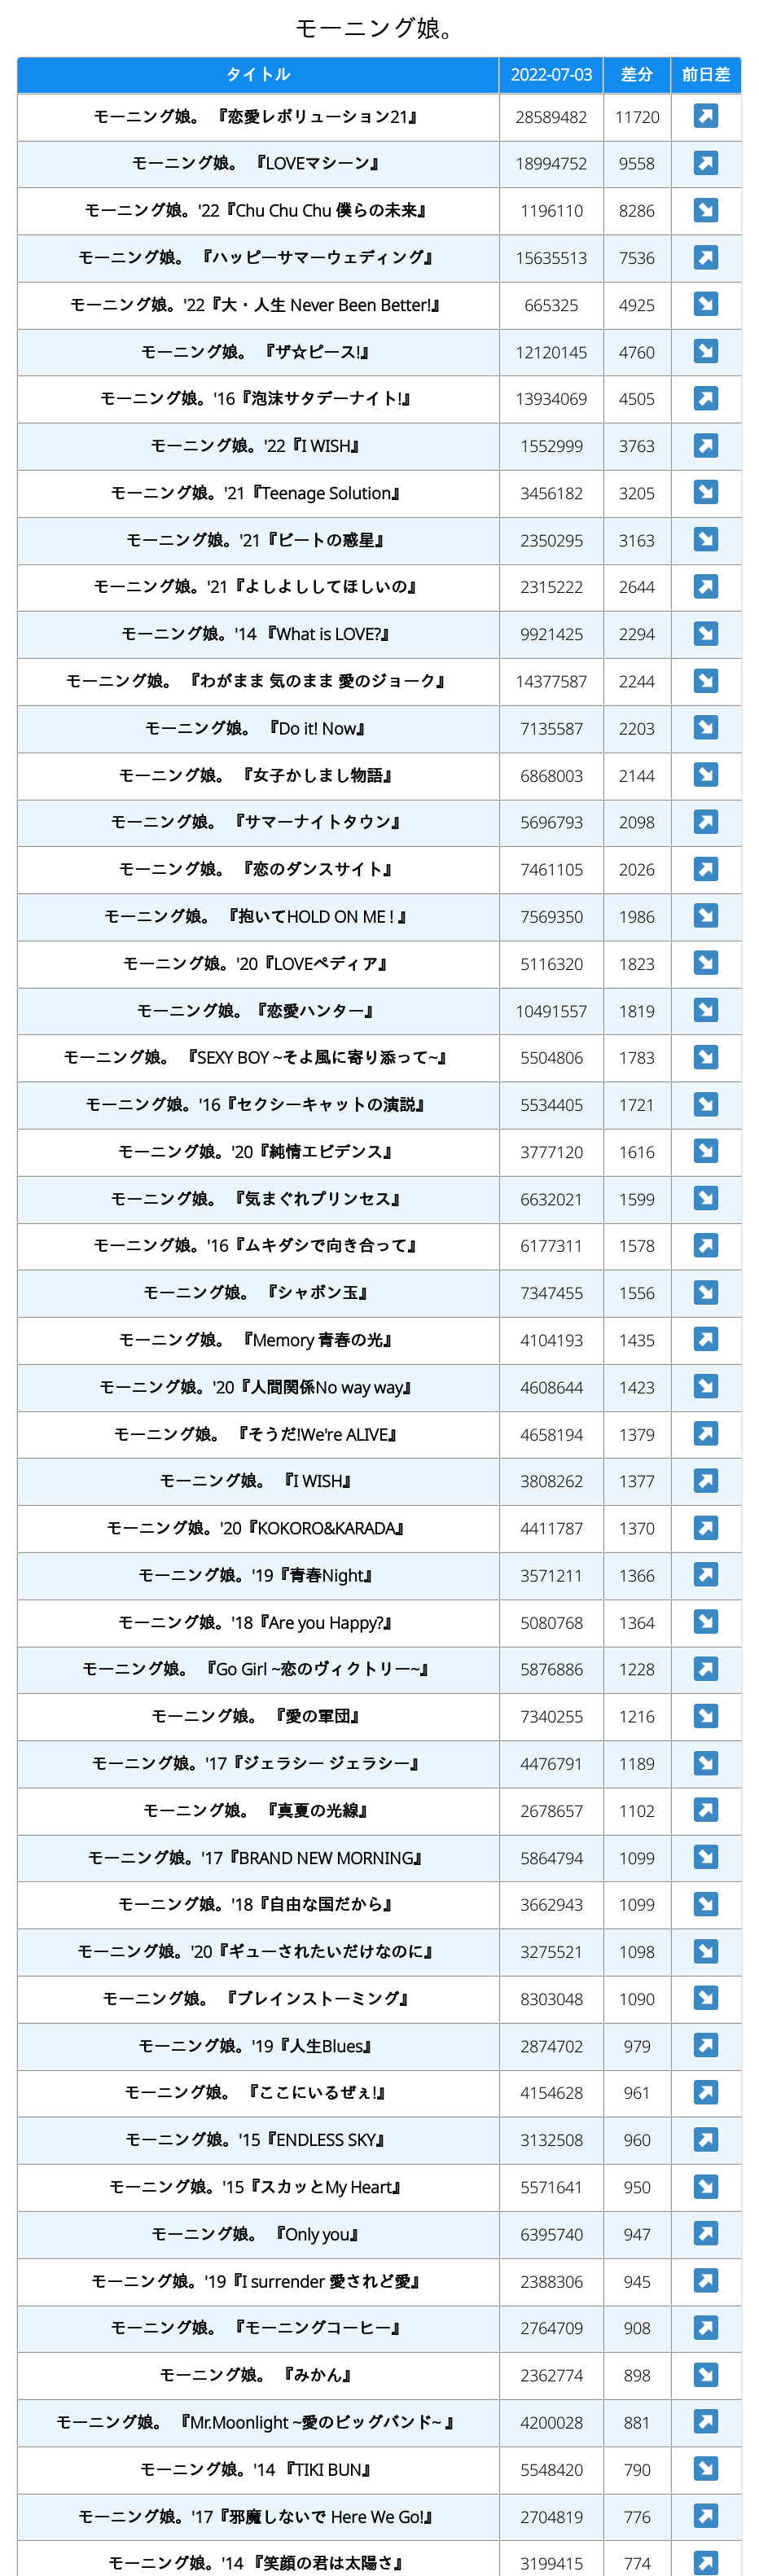 モーニング娘。
タイトル 2022-07-03 差分 前日差
モーニング娘。 『恋愛レボリューション21』 28589482 11720 ↗
モーニング娘。 『LOVEマシーン』 18994752 9558 ↗
モーニング娘。'22『Chu Chu Chu 僕らの未来』 1196110 8286 ↘
モーニング娘。 『ハッピーサマーウェディング』 15635513 7536 ↗
モーニング娘。'22『大・人生 Never Been Better!』 665325 4925 ↘
モーニング娘。 『ザ☆ピース!』 12120145 4760 ↘
モーニング娘。'16『泡沫サタデーナイト!』 13934069 4505 ↗
モーニング娘。'22『I WISH』 1552999 3763 ↗
モーニング娘。'21『Teenage Solution』 3456182 3205 ↘
モーニング娘。'21『ビートの惑星』 2350295 3163 ↘
モーニング娘。'21『よしよししてほしいの』 2315222 2644 ↗
モーニング娘。'14 『What is LOVE?』 9921425 2294 ↘
モーニング娘。 『わがまま 気のまま 愛のジョーク』 14377587 2244 ↘
モーニング娘。 『Do it! Now』 7135587 2203 ↘
モーニング娘。 『女子かしまし物語』 6868003 2144 ↘
モーニング娘。 『サマーナイトタウン』 5696793 2098 ↗
モーニング娘。 『恋のダンスサイト』 7461105 2026 ↗
モーニング娘。 『抱いてHOLD ON ME ! 』 7569350 1986 ↘
モーニング娘。'20『LOVEペディア』 5116320 1823 ↘
モーニング娘。『恋愛ハンター』 10491557 1819 ↘
モーニング娘。 『SEXY BOY ~そよ風に寄り添って~』 5504806 1783 ↘
モーニング娘。'16『セクシーキャットの演説』 5534405 1721 ↘
モーニング娘。'20『純情エビデンス』 3777120 1616 ↘
モーニング娘。 『気まぐれプリンセス』 6632021 1599 ↘
モーニング娘。'16『ムキダシで向き合って』 6177311 1578 ↗
モーニング娘。 『シャボン玉』 7347455 1556 ↘
モーニング娘。 『Memory 青春の光』 4104193 1435 ↗
モーニング娘。'20『人間関係No way way』 4608644 1423 ↘
モーニング娘。 『そうだ!We're ALIVE』 4658194 1379 ↗
モーニング娘。 『I WISH』 3808262 1377 ↗
モーニング娘。'20『KOKORO&KARADA』 4411787 1370 ↗
モーニング娘。'19『青春Night』 3571211 1366 ↗
モーニング娘。'18『Are you Happy?』 5080768 1364 ↘
モーニング娘。 『Go Girl ~恋のヴィクトリー~』 5876886 1228 ↗
モーニング娘。 『愛の軍団』 7340255 1216 ↘
モーニング娘。'17『ジェラシー ジェラシー』 4476791 1189 ↘
モーニング娘。 『真夏の光線』 2678657 1102 ↗
モーニング娘。'17『BRAND NEW MORNING』 5864794 1099 ↘
モーニング娘。'18『自由な国だから』 3662943 1099 ↘
モーニング娘。'20『ギューされたいだけなのに』 3275521 1098 ↘
モーニング娘。 『ブレインストーミング』 8303048 1090 ↘
モーニング娘。'19『人生Blues』 2874702 979 ↗
モーニング娘。 『ここにいるぜぇ!』 4154628 961 ↗
モーニング娘。'15『ENDLESS SKY』 3132508 960 ↗
モーニング娘。'15『スカッとMy Heart』 5571641 950 ↘
モーニング娘。 『Only you』 6395740 947 ↗
モーニング娘。'19『I surrender 愛されど愛』 2388306 945 ↗
モーニング娘。 『モーニングコーヒー』 2764709 908 ↗
モーニング娘。 『みかん』 2362774 898 ↘
モーニング娘。 『Mr.Moonlight ~愛のビッグバンド~ 』 4200028 881 ↗
モーニング娘。'14 『TIKI BUN』 5548420 790 ↘
モーニング娘。'17『邪魔しないで Here We Go!』 2704819 776 ↗
モーニング娘。'14 『笑顔の君は太陽さ』 3199415 774 ↗